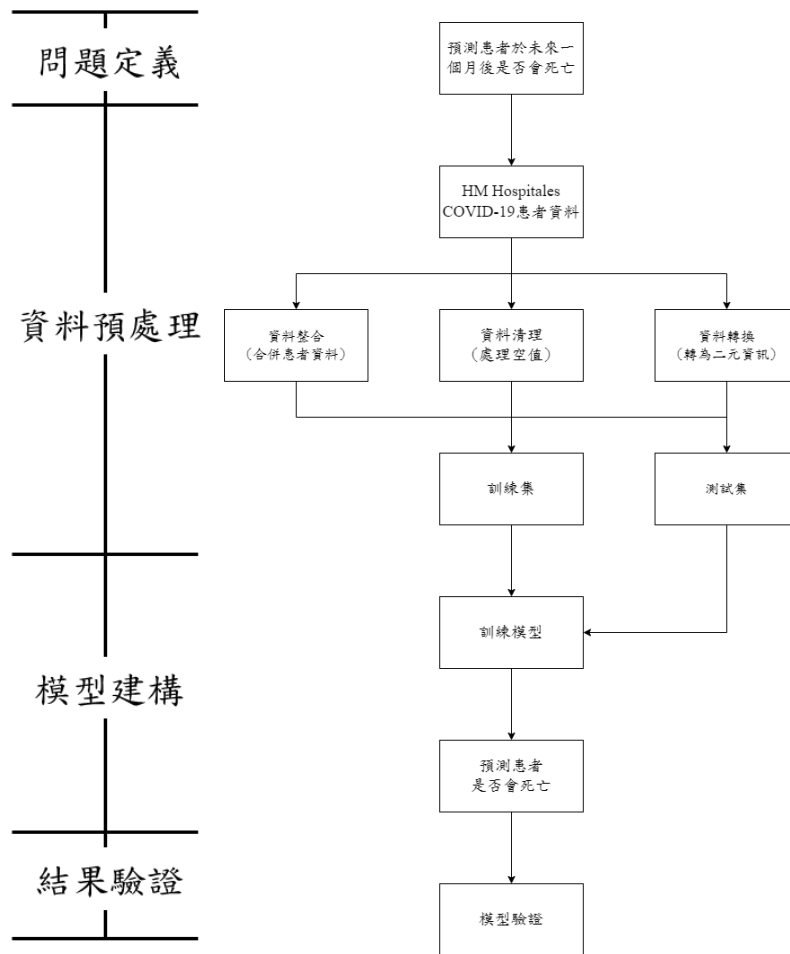 問題定義
預測患者於未來一
個月後是否會死亡
HM Hospitales
COVID-19患者資料
資料預處理
資料整合
（合併患者資料）
資料清理
（處理空值）
資料轉換
（轉為二元資訊）
訓練集
測試集
訓練模型
模型建構
預測患者
是否會死亡
結果驗證
模型驗證